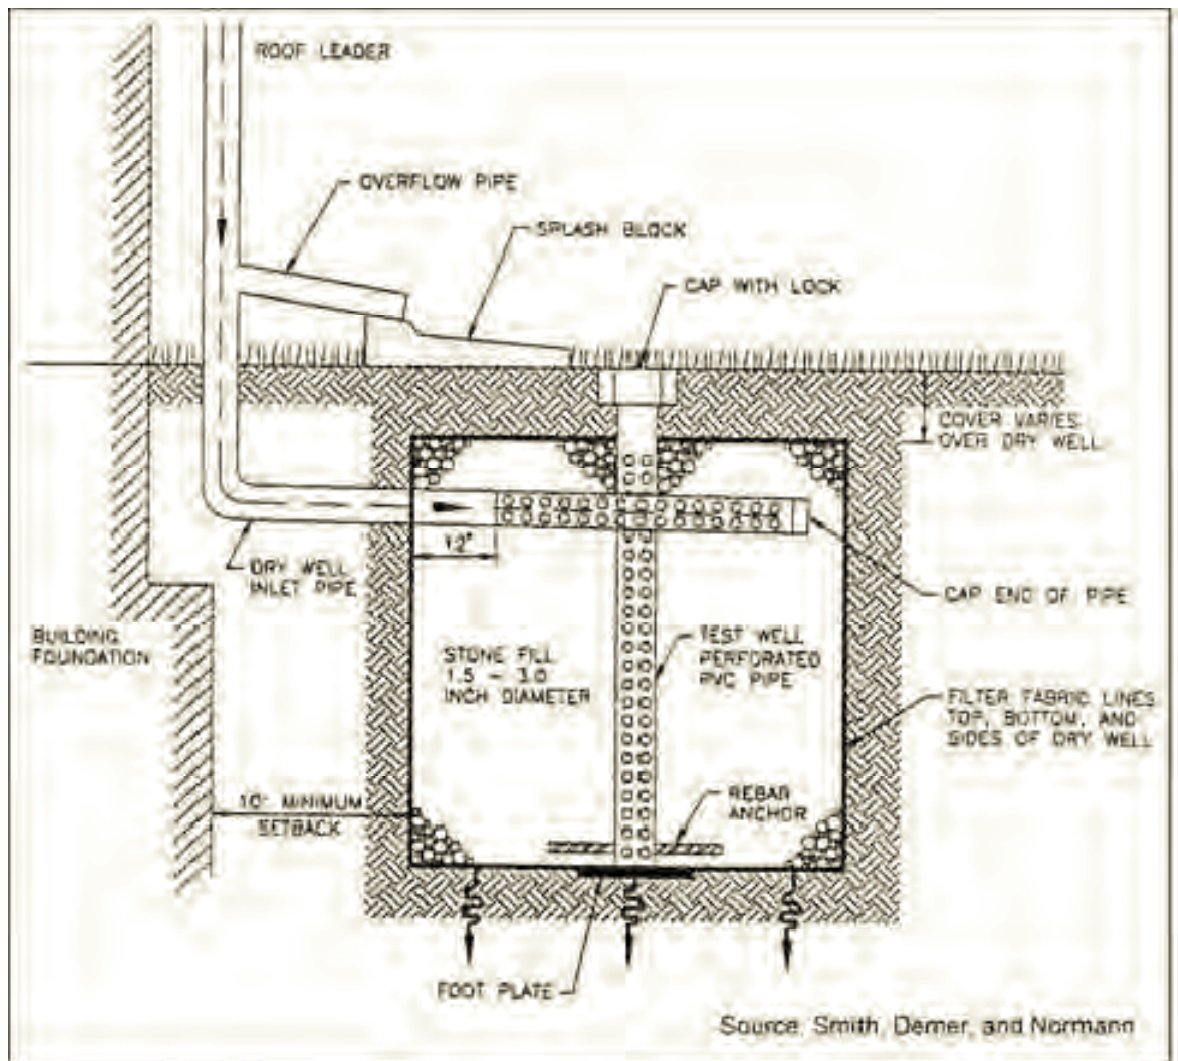 ROOF LEADER
OVERFLOW PIPE
SPLASH BLOCK
CAP WITH LOCK
COVER VARIES
OVER DRY WELL
12"
DRY WELL
INLET PIPE
CAP END OF PIPE
BUILDING
FOUNDATION
STONE FILL
1.5 - 3.0
INCH DIAMETER
TEST WELL
PERFORATED
PVC PIPE
FILTER FABRIC LINES
TOP, BOTTOM, AND
SIDES OF DRY WELL
10' MINIMUM
SETBACK
REBAR
ANCHOR
FOOT PLATE
Source: Smith, Demer, and Normann